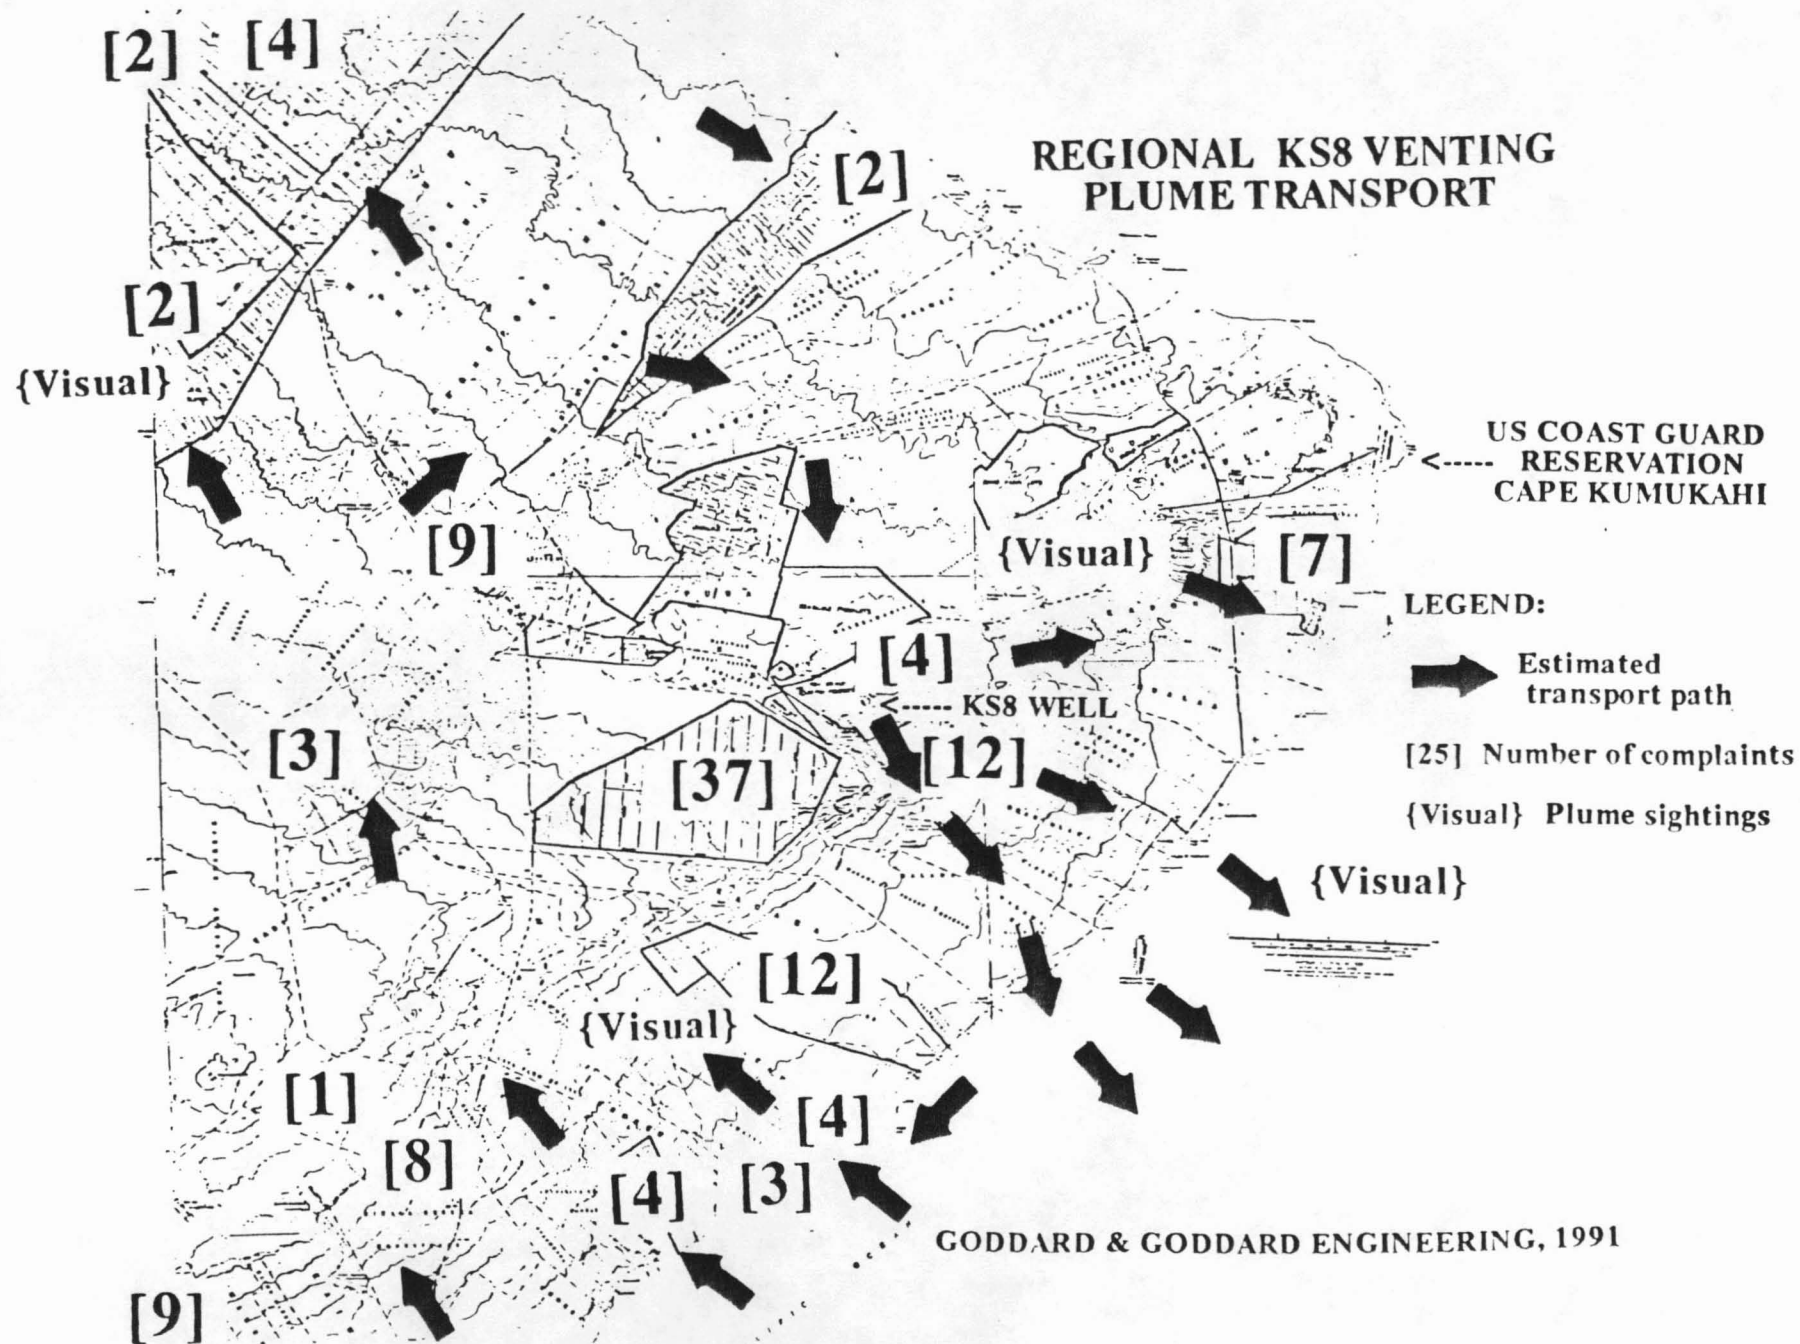 [2] [4]
REGIONAL KS8 VENTING
PLUME TRANSPORT
[2]
[2]
{Visual}
US COAST GUARD
<----- RESERVATION
CAPE KUMUKAHI
[9]
{Visual}
[7]
LEGEND:
[4]
Estimated
transport path
<----- KS8 WELL
[3]
[37]
[12]
[25] Number of complaints
{Visual} Plume sightings
{Visual}
[12]
{Visual}
[1]
[4]
[8]
[4]
[3]
GODDARD & GODDARD ENGINEERING, 1991
[9]